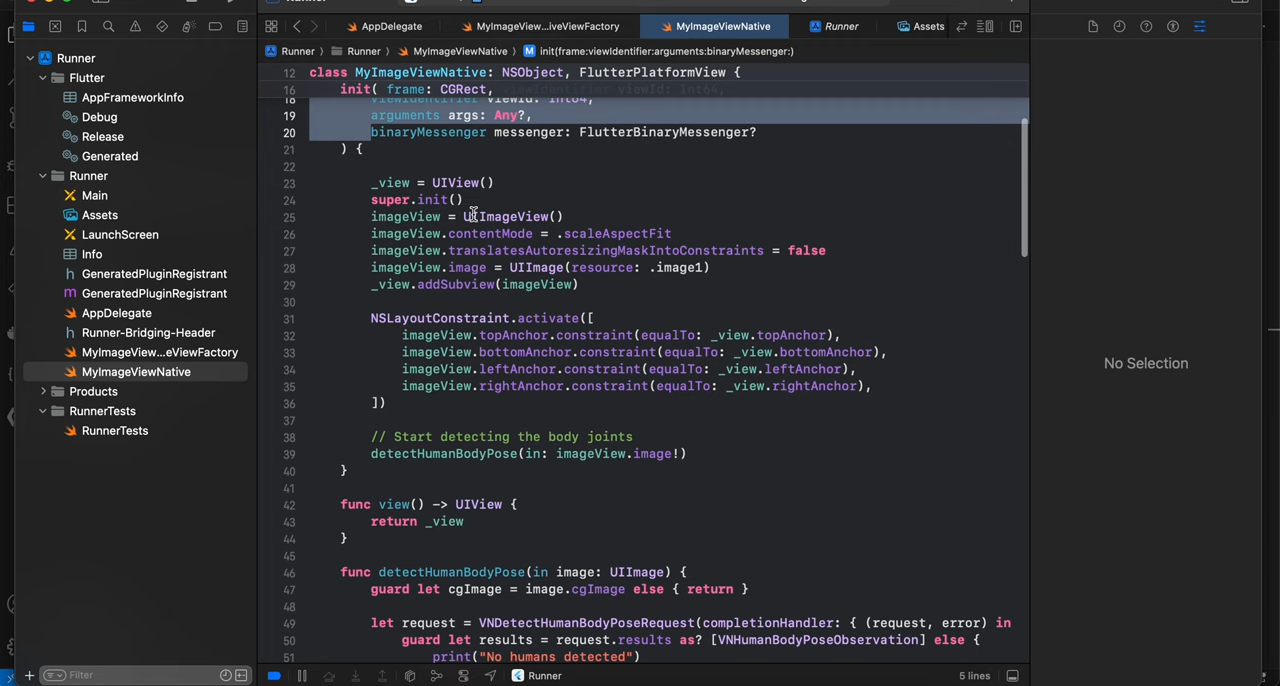 Runner
AppDelegate
MyImageView...iveViewFactory
MyImageViewNative
Runner
Assets
Runner
Runner
MyImageViewNative
M init(frame:viewIdentifier:arguments:binaryMessenger:)
Runner
Flutter
AppFrameworkInfo
Debug
Release
Generated
Runner
Main
Assets
LaunchScreen
Info
h GeneratedPluginRegistrant
m GeneratedPluginRegistrant
AppDelegate
h Runner-Bridging-Header
MyImageView...eViewFactory
MyImageViewNative
Products
RunnerTests
RunnerTests
Filter
12 class MyImageViewNative: NSObject, FlutterPlatformView {
16 init( frame: CGRect, viewIdentifier viewId: Int64,
18 viewIdentifier viewId: Int64,
19 arguments args: Any?,
20 binaryMessenger messenger: FlutterBinaryMessenger?
21 ) {
22
23 _view = UIView()
24 super.init()
25 imageView = UIImageView()
26 imageView.contentMode = .scaleAspectFit
27 imageView.translatesAutoresizingMaskIntoConstraints = false
28 imageView.image = UIImage(resource: .image1)
29 _view.addSubview(imageView)
30
31 NSLayoutConstraint.activate([
32 imageView.topAnchor.constraint(equalTo: _view.topAnchor),
33 imageView.bottomAnchor.constraint(equalTo: _view.bottomAnchor),
34 imageView.leftAnchor.constraint(equalTo: _view.leftAnchor),
35 imageView.rightAnchor.constraint(equalTo: _view.rightAnchor),
36 ])
37
38 // Start detecting the body joints
39 detectHumanBodyPose(in: imageView.image!)
40 }
41
42 func view() -> UIView {
43 return _view
44 }
45
46 func detectHumanBodyPose(in image: UIImage) {
47 guard let cgImage = image.cgImage else { return }
48
49 let request = VNDetectHumanBodyPoseRequest(completionHandler: { (request, error) in
50 guard let results = request.results as? [VNHumanBodyPoseObservation] else {
51 print("No humans detected")
No Selection
Runner
5 lines